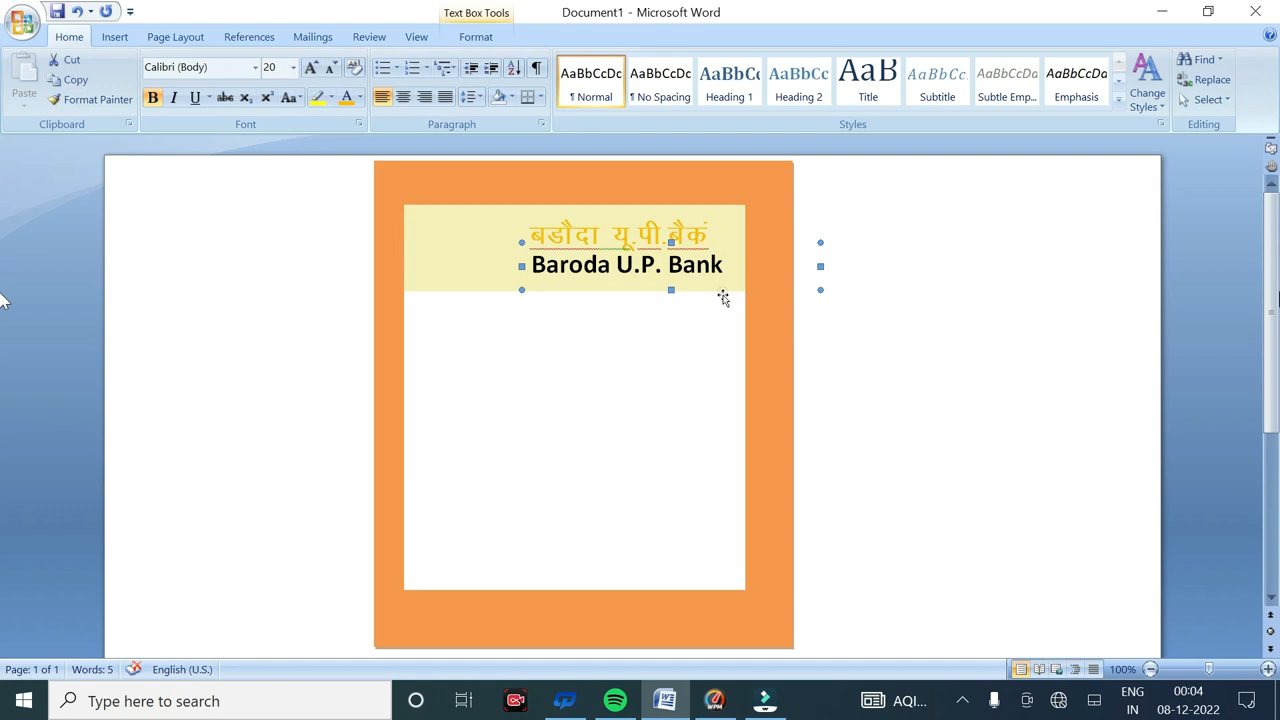 Document1 - Microsoft Word
Text Box Tools
Home Insert Page Layout References Mailings Review View Format
Paste
Cut
Copy
Format Painter
Clipboard
Calibri (Body) 20
Font
Paragraph
AaBbCcDc AaBbCcDc AaBbCc AaBbCc AaB AaBbCc. AaBbCcDa AaBbCcDa
¶ Normal ¶ No Spacing Heading 1 Heading 2 Title Subtitle Subtle Emp... Emphasis
Change Styles
Styles
Find
Replace
Select
Editing
बडौदा यू.पी.बैकं
Baroda U.P. Bank
Page: 1 of 1 Words: 5 English (U.S.) 100%
Type here to search
WPM
AQI...
ENG
IN
00:04
08-12-2022